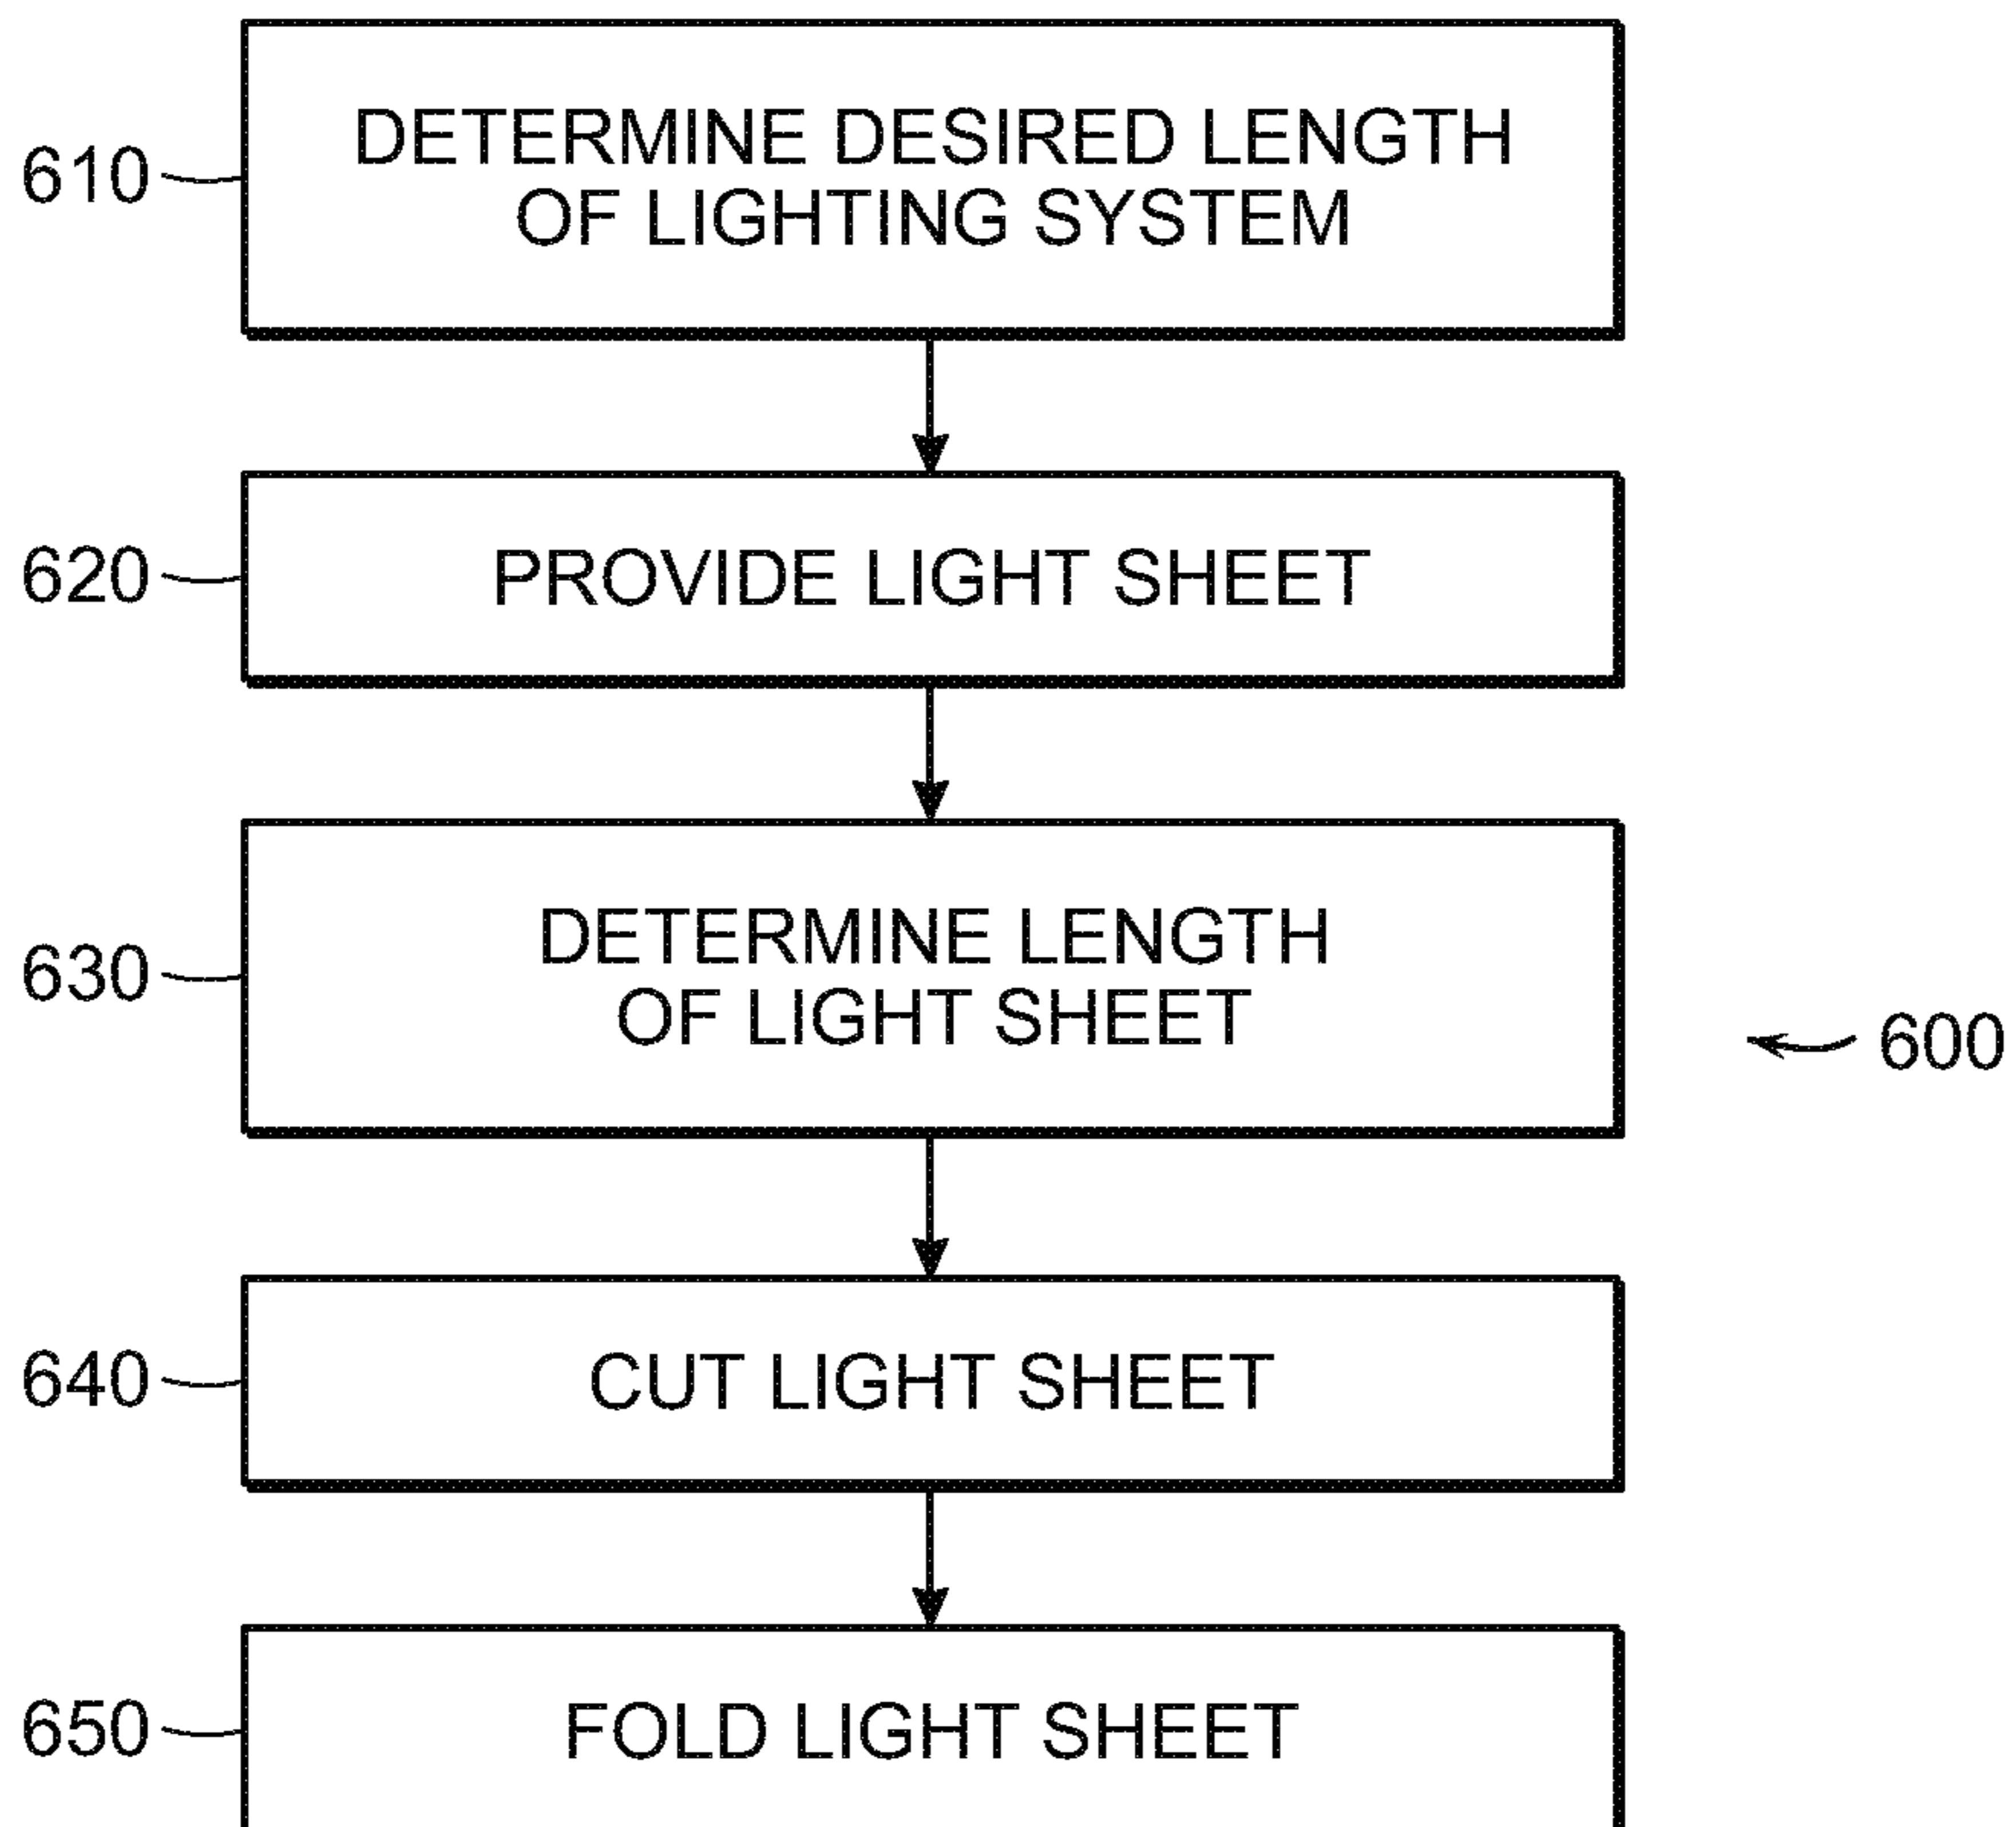 610
DETERMINE DESIRED LENGTH
OF LIGHTING SYSTEM
620
PROVIDE LIGHT SHEET
630
DETERMINE LENGTH
OF LIGHT SHEET
600
640
CUT LIGHT SHEET
650
FOLD LIGHT SHEET